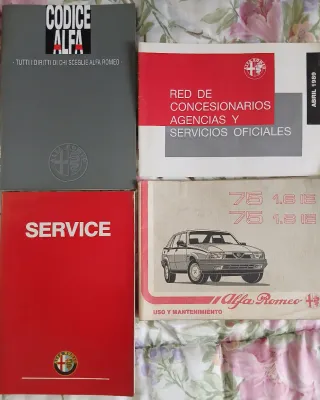 CODICE
ALFA
- TUTTI I DIRITTI DI CHI SCEGLIE ALFA ROMEO -
RED DE
CONCESIONARIOS
AGENCIAS Y
SERVICIOS OFICIALES
ABRIL 1989
SERVICE
75 1.6 IE
75 1.8 IE
Alfa Romeo
USO Y MANTENIMIENTO